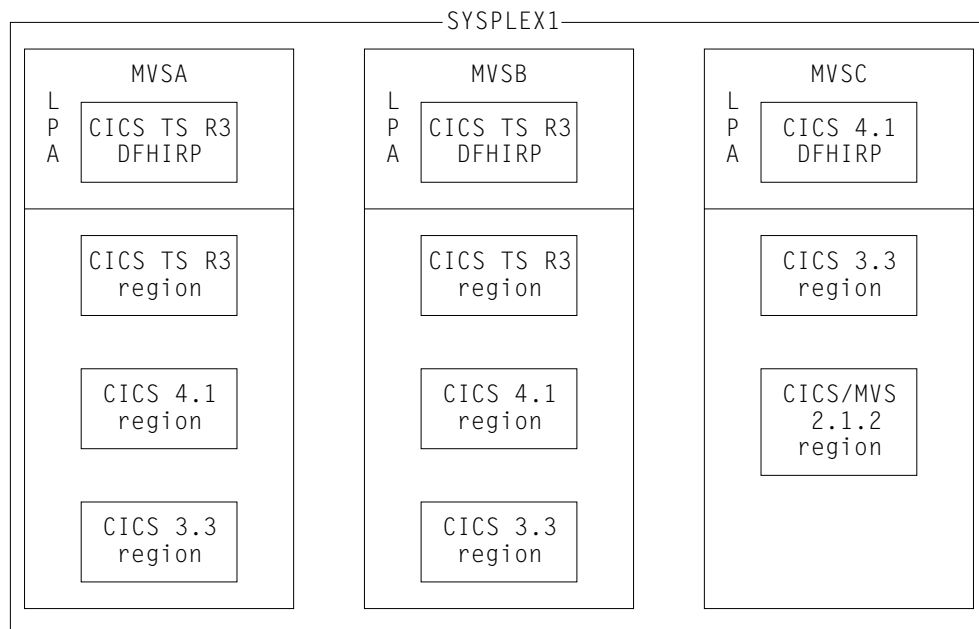 SYSPLEX1
MVSA
L
P
A
CICS TS R3
DFHIRP
CICS TS R3
region
CICS 4.1
region
CICS 3.3
region
MVSB
L
P
A
CICS TS R3
DFHIRP
CICS TS R3
region
CICS 4.1
region
CICS 3.3
region
MVSC
L
P
A
CICS 4.1
DFHIRP
CICS 3.3
region
CICS/MVS
2.1.2
region